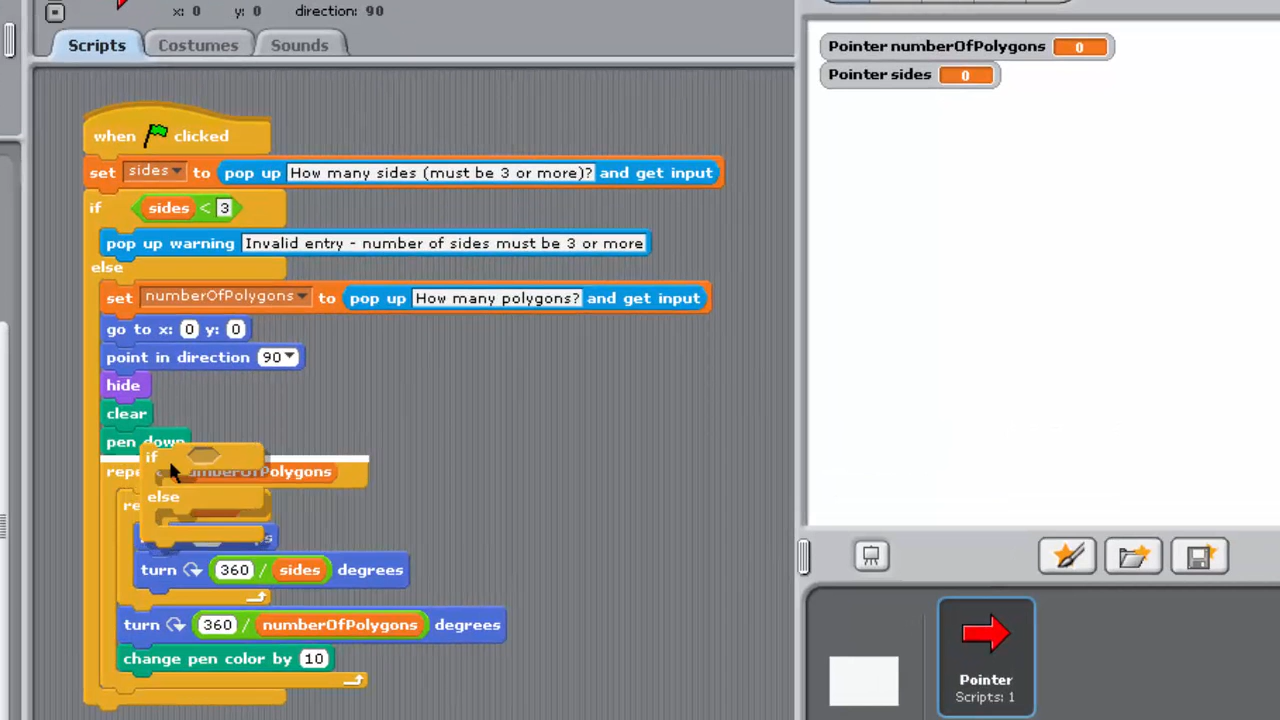 x: 0 y: 0 direction: 90
Scripts Costumes Sounds
Pointer numberOfPolygons 0
Pointer sides 0
when clicked
set sides to pop up How many sides (must be 3 or more)? and get input
if sides < 3
pop up warning Invalid entry - number of sides must be 3 or more
else
set numberOfPolygons to pop up How many polygons? and get input
go to x: 0 y: 0
point in direction 90
hide
clear
pen down
if
else
turn 360 / sides degrees
turn 360 / numberOfPolygons degrees
change pen color by 10
Pointer
Scripts: 1